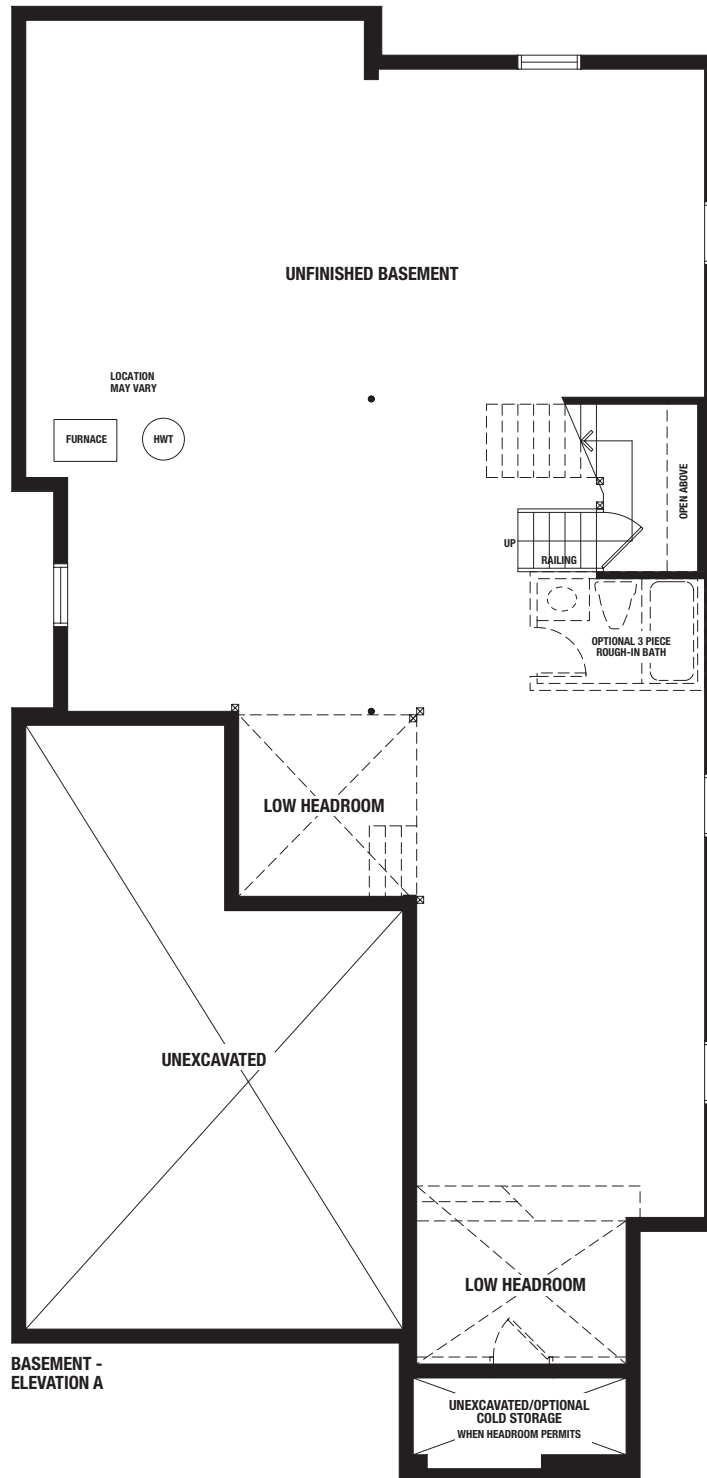 UNFINISHED BASEMENT
LOCATION
MAY VARY
FURNACE
HWT
OPEN ABOVE
UP
RAILING
OPTIONAL 3 PIECE
ROUGH-IN BATH
LOW HEADROOM
UNEXCAVATED
LOW HEADROOM
BASEMENT -
ELEVATION A
UNEXCAVATED/OPTIONAL
COLD STORAGE
WHEN HEADROOM PERMITS